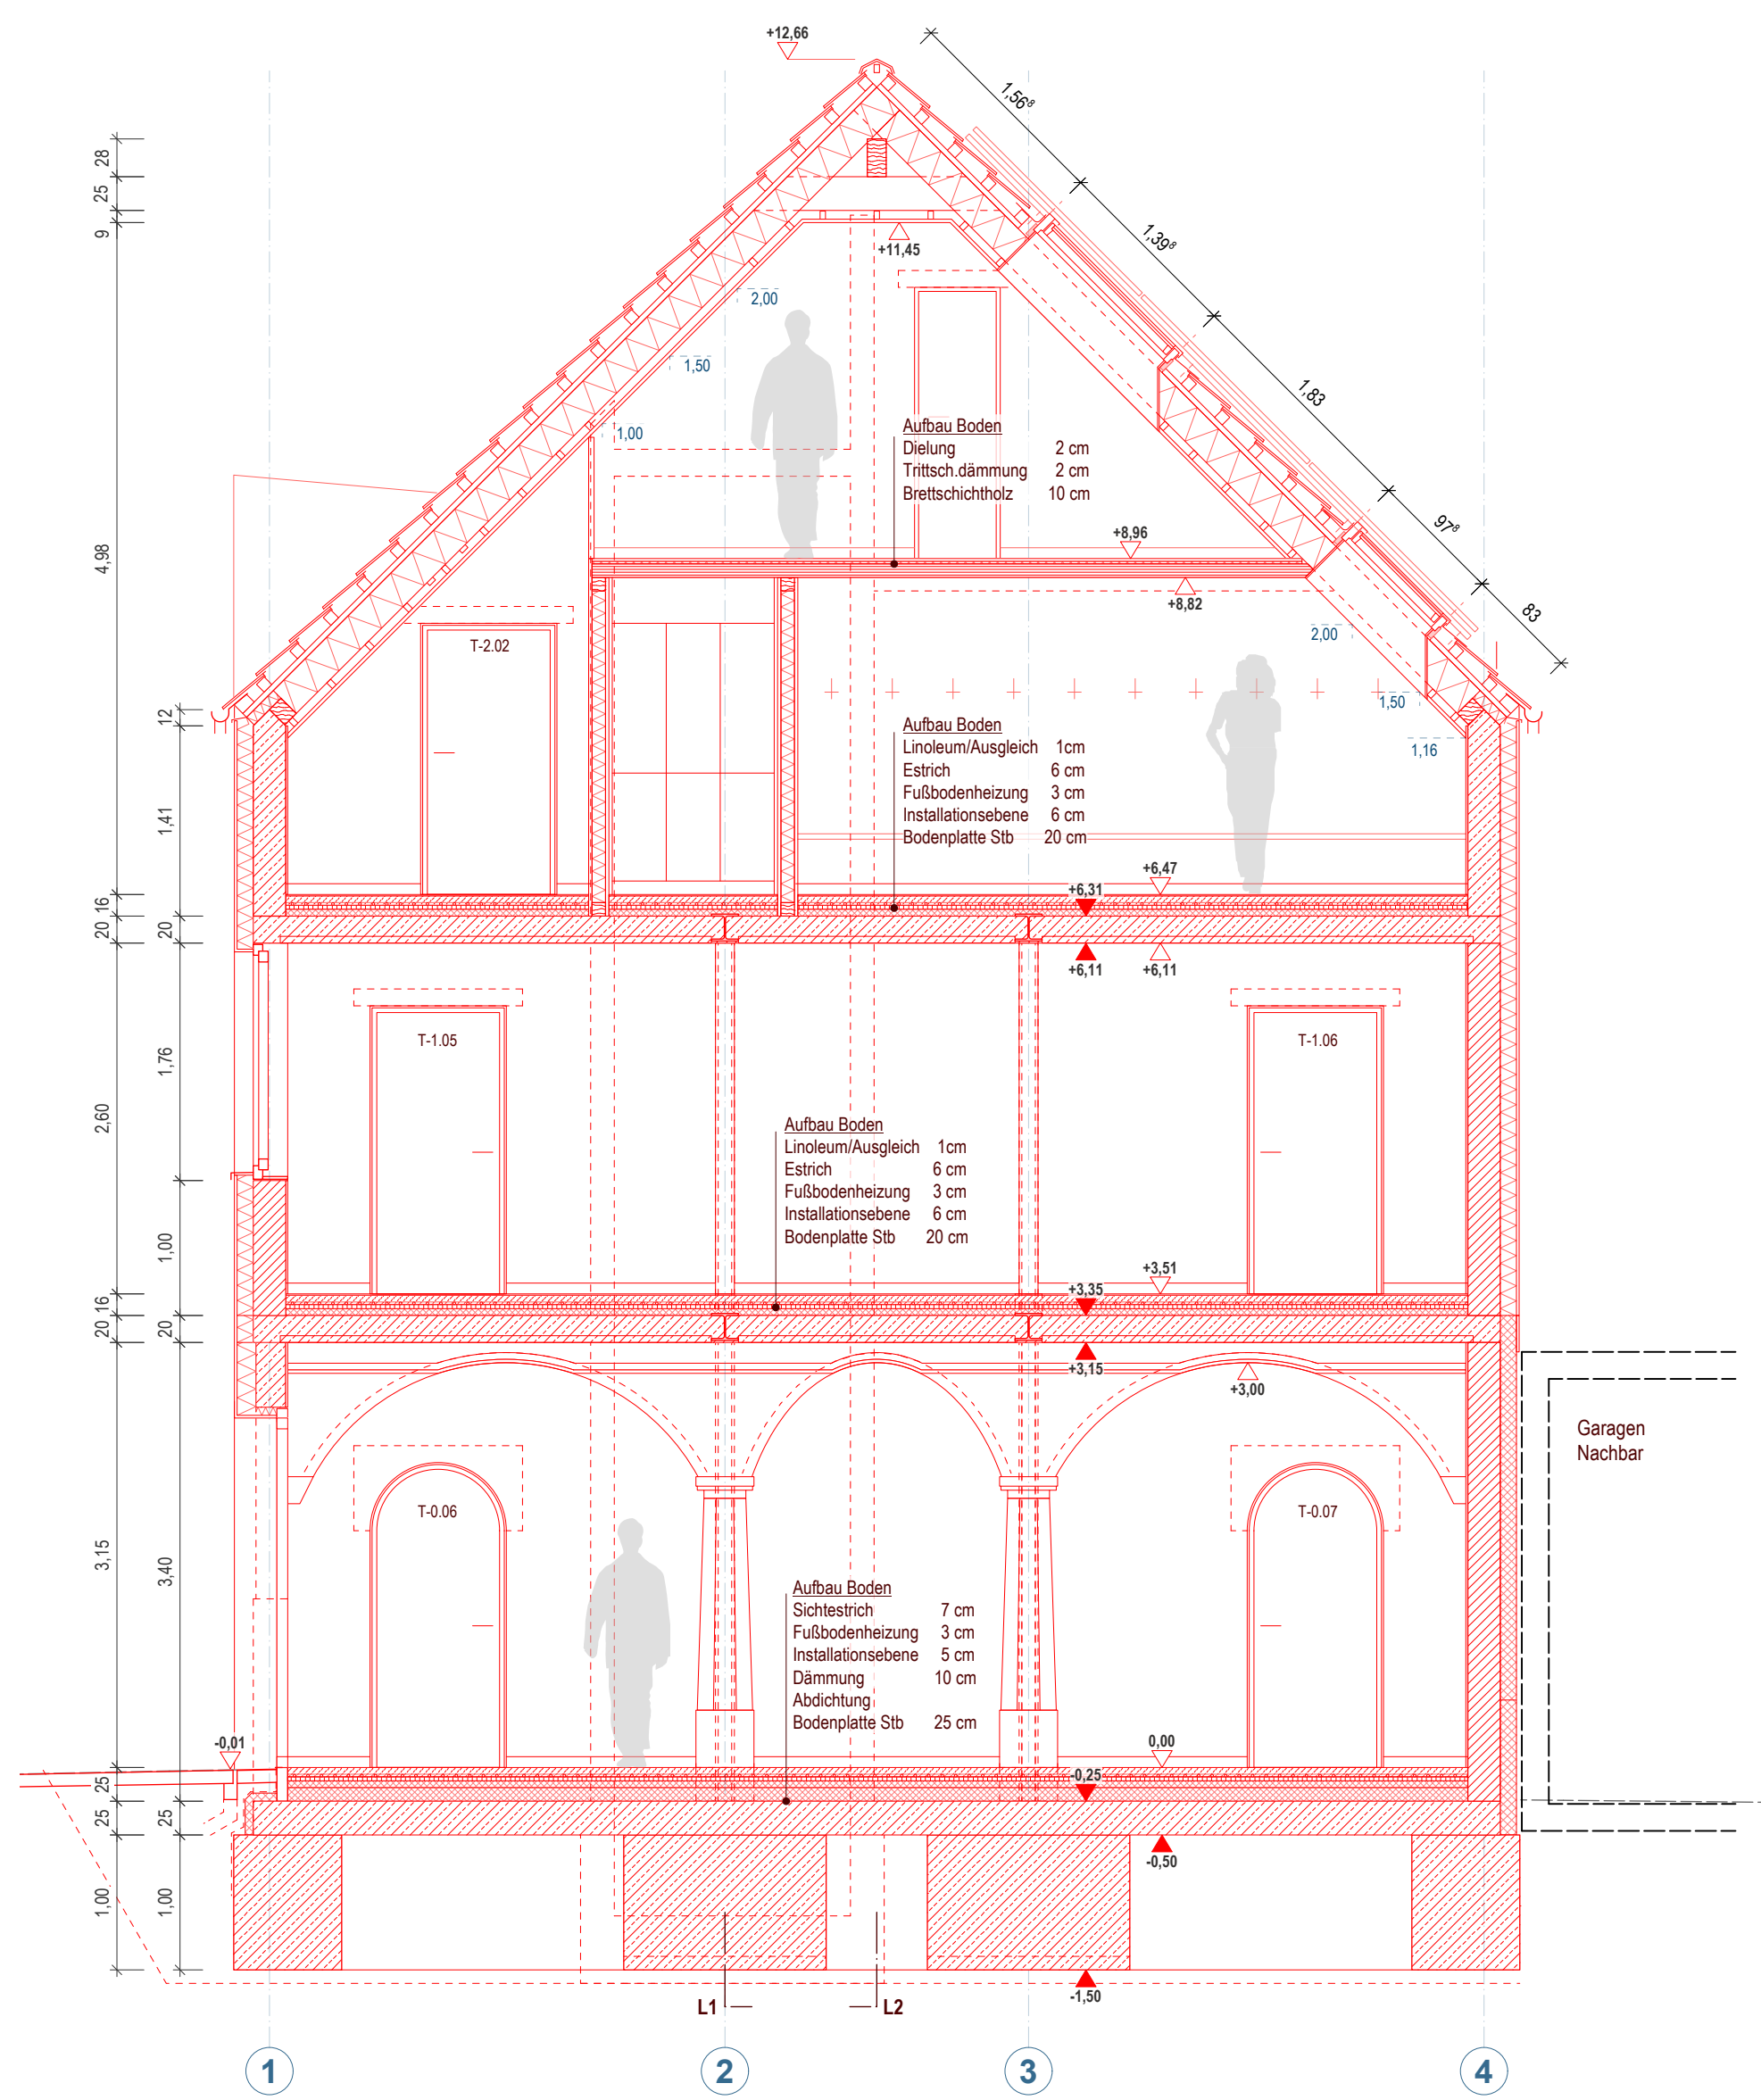 +12,66
1,56⁸
28
25
9
1,39⁸
+11,45
2,00
1,50
1,00
1,83
Aufbau Boden
Dielung 2 cm
Trittsch.dämmung 2 cm
Brettschichtholz 10 cm
97⁸
+8,96
4,98
+8,82
83
2,00
T-2.02
1,50
12
Aufbau Boden
1,16
Linoleum/Ausgleich 1cm
Estrich 6 cm
Fußbodenheizung 3 cm
Installationsebene 6 cm
Bodenplatte Stb 20 cm
1,41
+6,47
+6,31
16
20
20
+6,11
+6,11
T-1.05
T-1.06
1,76
2,60
Aufbau Boden
Linoleum/Ausgleich 1cm
Estrich 6 cm
Fußbodenheizung 3 cm
Installationsebene 6 cm
Bodenplatte Stb 20 cm
1,00
+3,51
+3,35
16
20
20
+3,15
+3,00
Garagen
Nachbar
T-0.06
T-0.07
3,15
3,40
Aufbau Boden
Sichtestrich 7 cm
Fußbodenheizung 3 cm
Installationsebene 5 cm
Dämmung 10 cm
Abdichtung
Bodenplatte Stb 25 cm
-0,01
0,00
-0,25
25
25
25
-0,50
1,00
1,00
-1,50
L1
L2
1
2
3
4